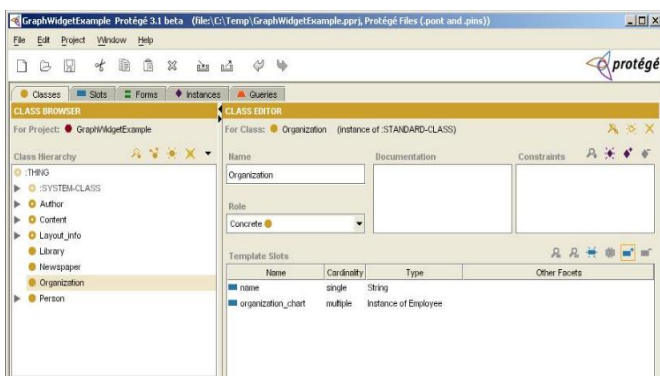 GraphWidgetExample Protégé 3.1 beta (file:\C:\Temp\GraphWidgetExample.pprj, Protégé Files (.pont and .pins))
File Edit Project Window Help
protégé
Classes Slots Forms Instances Queries
CLASS BROWSER
CLASS EDITOR
For Project: GraphWidgetExample
For Class: Organization (instance of :STANDARD-CLASS)
Class Hierarchy
Name Documentation Constraints
:THING
:SYSTEM-CLASS
Author
Content
Layout_info
Library
Newspaper
Organization
Person
Organization
Role
Concrete
Template Slots
Name Cardinality Type Other Facets
name single String
organization_chart multiple Instance of Employee